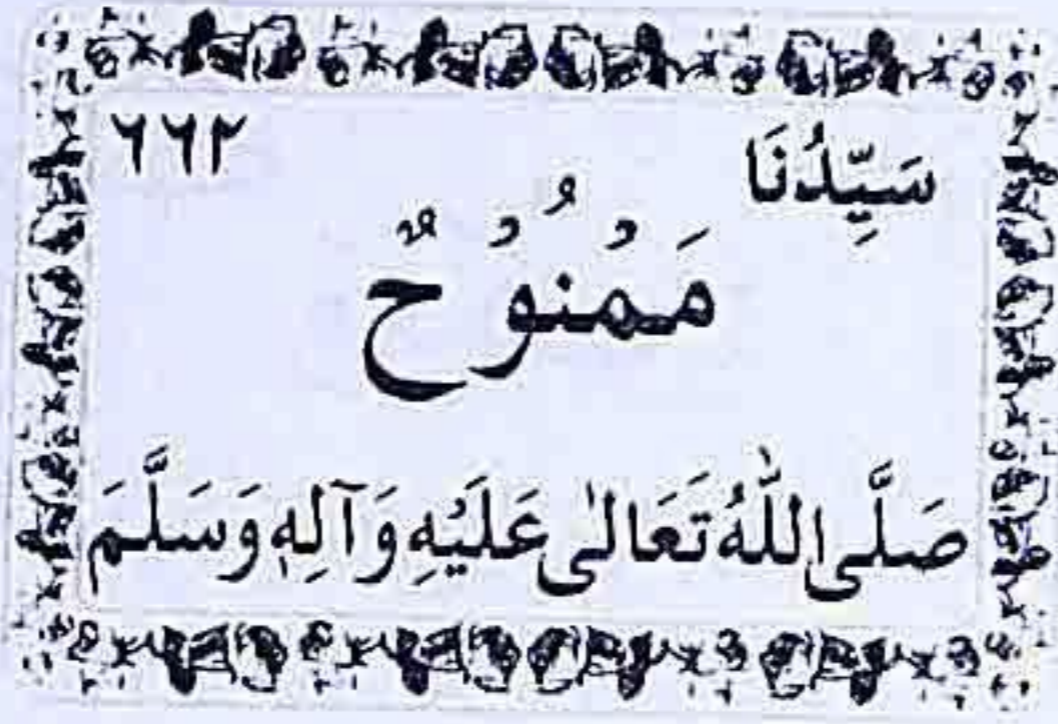 سَيِّدُنَا ٦٦٢
مَمْنُوْحٌ
صَلَّى اللّٰهُ تَعَالٰى عَلَيْهِ وَآلِهٖ وَسَلَّمَ